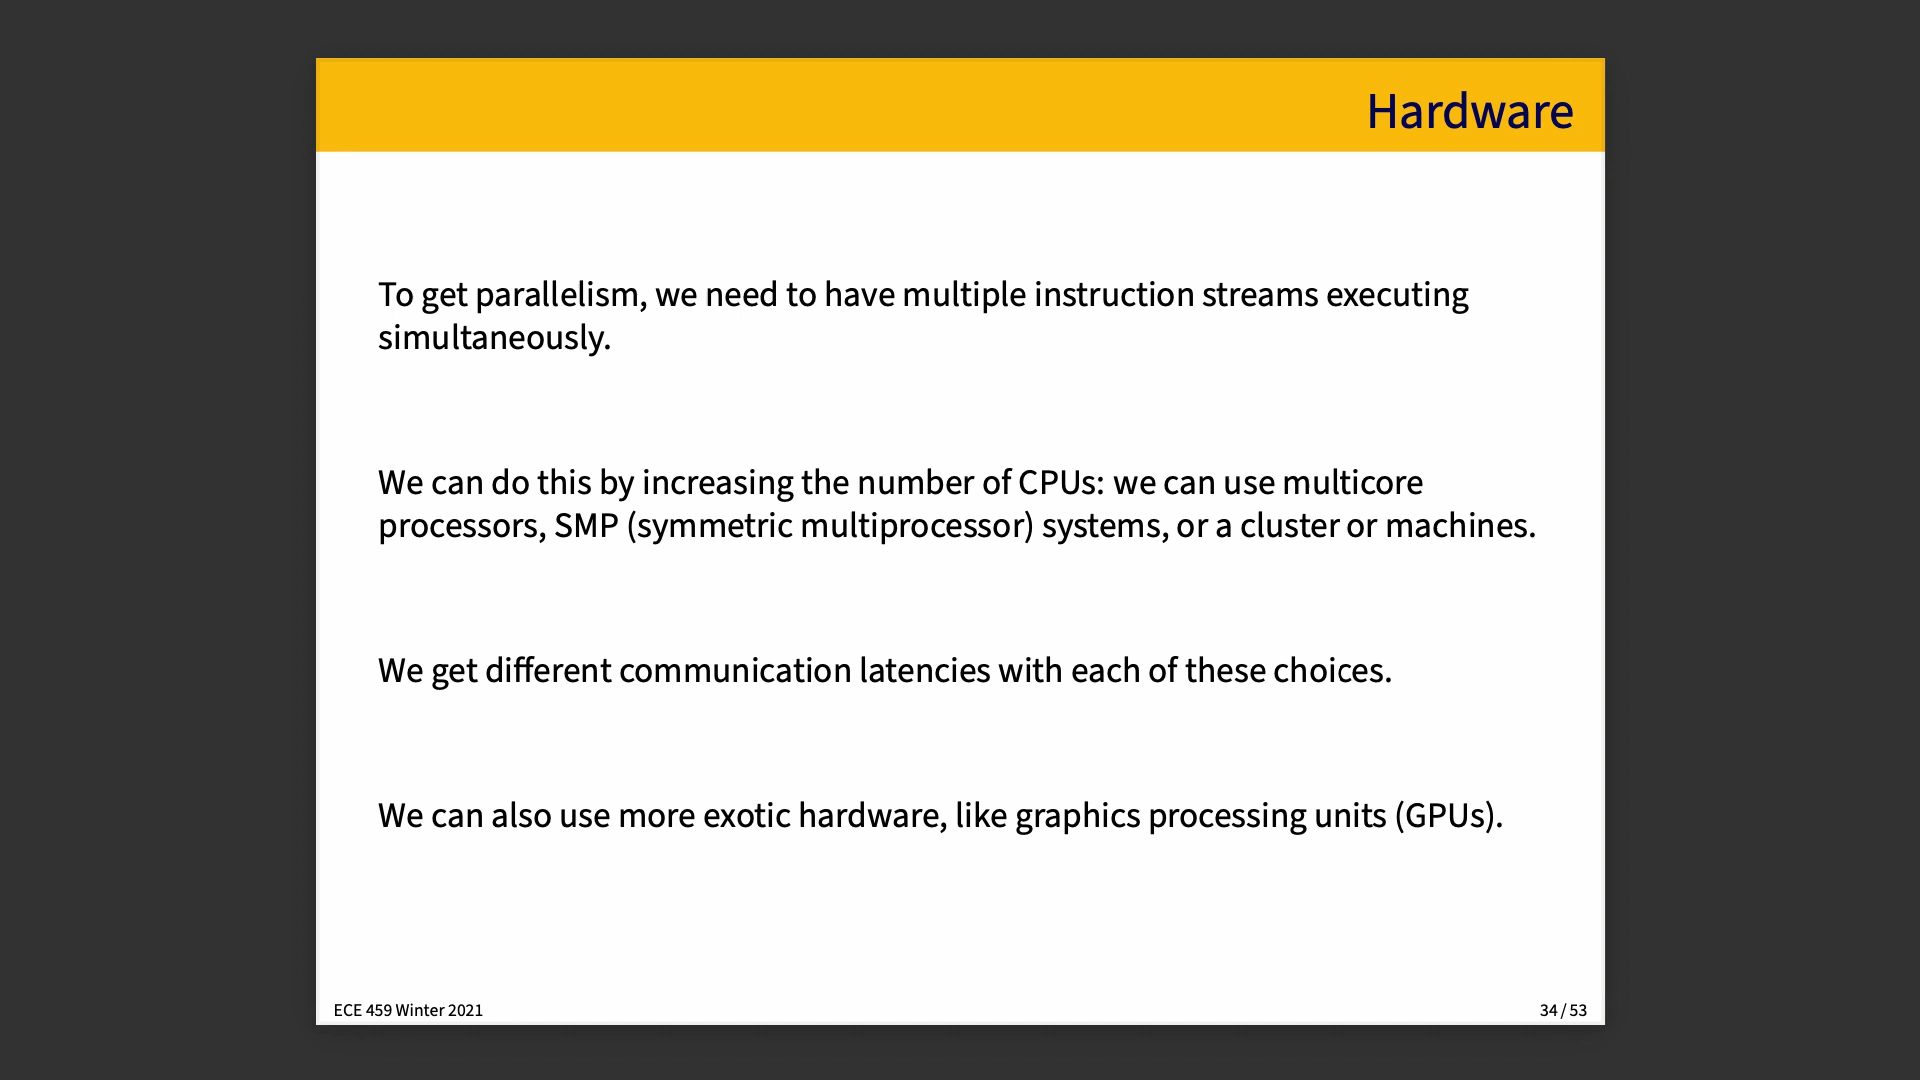 Hardware
To get parallelism, we need to have multiple instruction streams executing
simultaneously.
We can do this by increasing the number of CPUs: we can use multicore
processors, SMP (symmetric multiprocessor) systems, or a cluster or machines.
We get different communication latencies with each of these choices.
We can also use more exotic hardware, like graphics processing units (GPUs).
ECE 459 Winter 2021
34 / 53